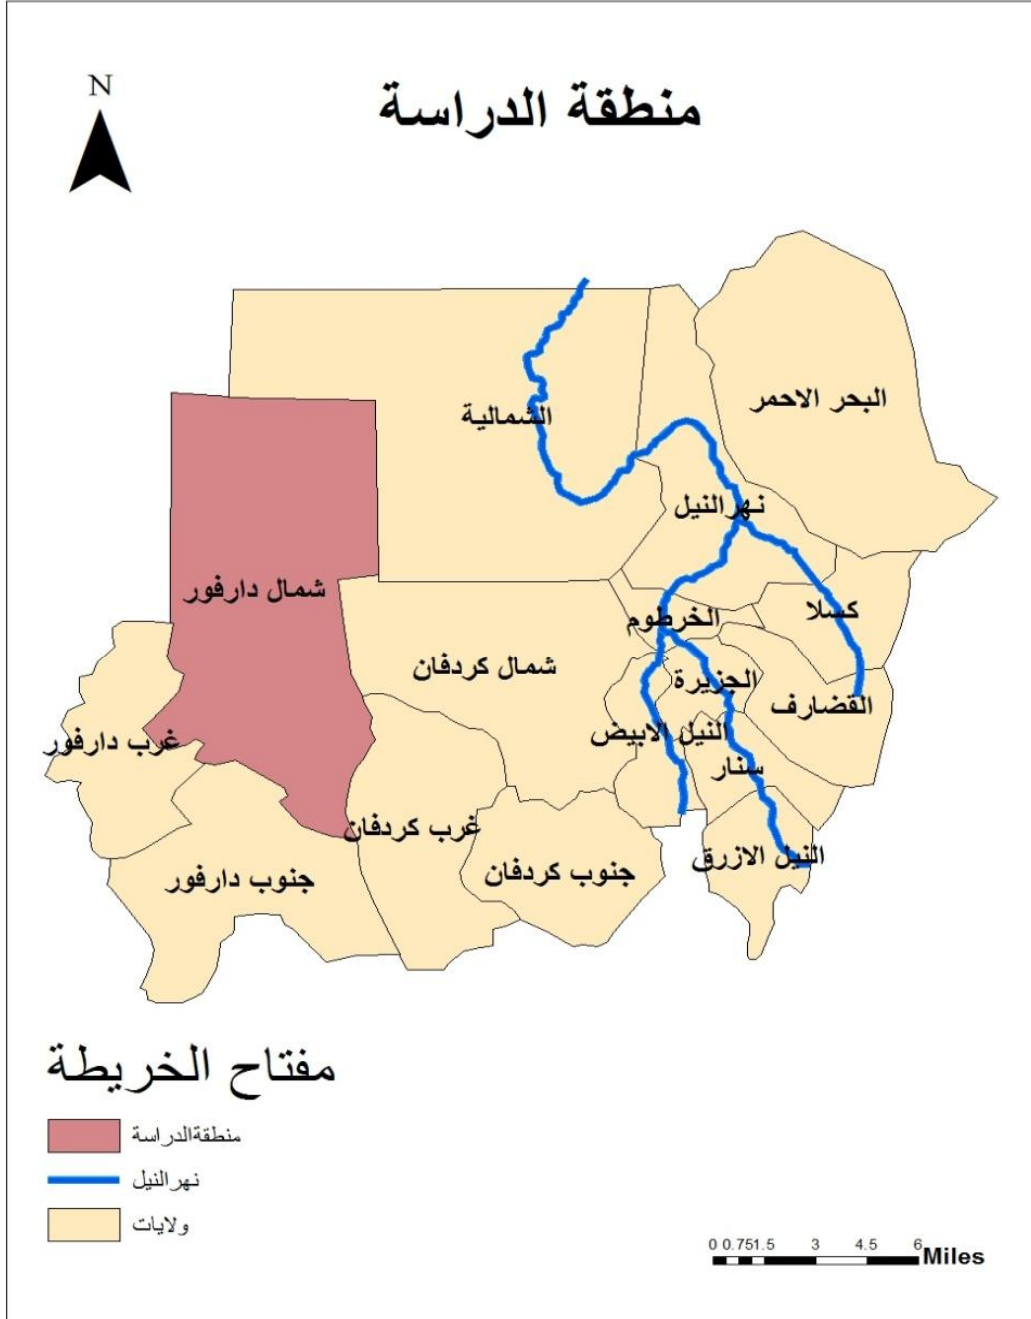 N
منطقة الدراسة
البحر الاحمر
الشمالية
نهرالنيل
شمال دارفور
كسلا
الخرطوم
شمال كردفان
الجزيرة
القضارف
النيل الابيض
غرب دارفور
سنار
غرب كردفان
النيل الازرق
جنوب كردفان
جنوب دارفور
مفتاح الخريطة
منطقةالدراسة
نهرالنيل
ولايات
0 0.751.5 3 4.5 6 Miles